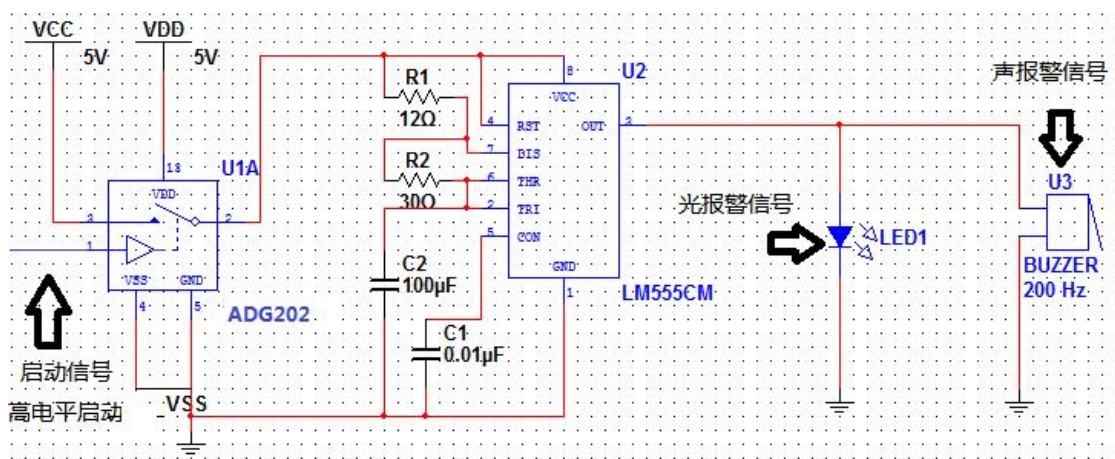 VCC
5V
VDD
5V
13
U1A
VDD
3
2
1
VSS
GND
4
5
ADG202
启动信号
高电平启动
VSS
R1
12Ω
R2
30Ω
C2
100μF
C1
0.01μF
8
U2
VCC
4
RST
OUT
3
7
BIS
6
THR
2
TRI
5
CON
GND
1
LM555CM
光报警信号
LED1
声报警信号
U3
BUZZER
200 Hz